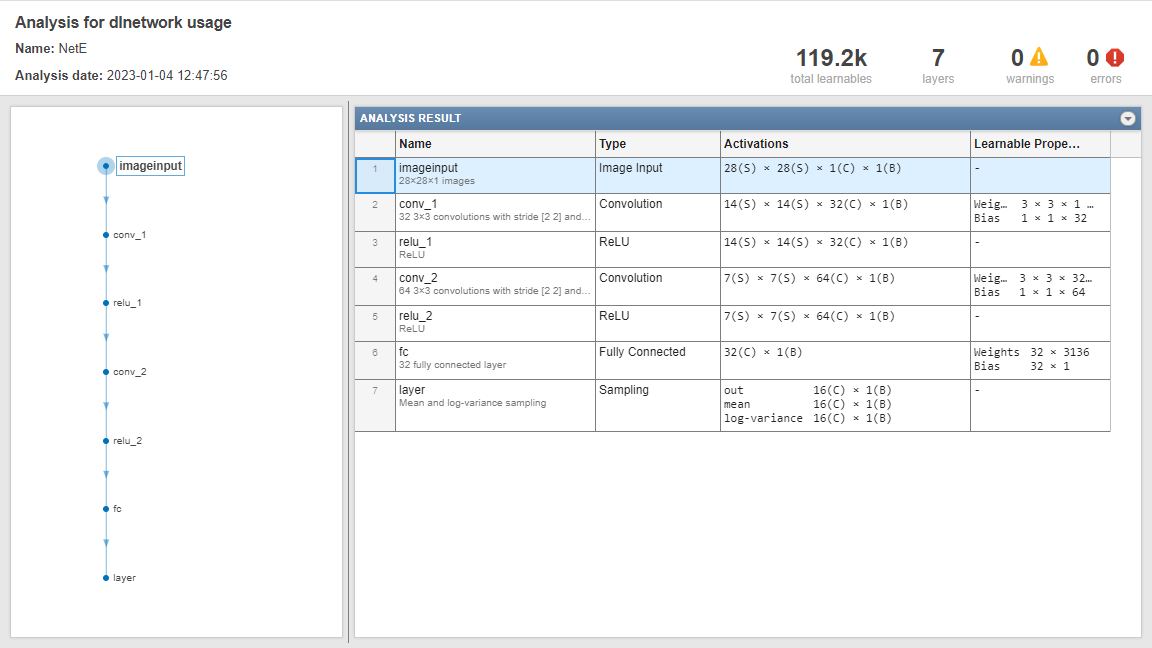 Analysis for dlnetwork usage
Name: NetE
Analysis date: 2023-01-04 12:47:56
119.2k
total learnables
7
layers
0
warnings
0
errors
imageinput
conv_1
relu_1
conv_2
relu_2
fc
layer
ANALYSIS RESULT
Name Type Activations Learnable Prope...
1 imageinput Image Input 28(S) × 28(S) × 1(C) × 1(B) -
28×28×1 images
2 conv_1 Convolution 14(S) × 14(S) × 32(C) × 1(B) Weig... 3 × 3 × 1 ...
32 3×3 convolutions with stride [2 2] and... Bias 1 × 1 × 32
3 relu_1 ReLU 14(S) × 14(S) × 32(C) × 1(B) -
ReLU
4 conv_2 Convolution 7(S) × 7(S) × 64(C) × 1(B) Weig... 3 × 3 × 32...
64 3×3 convolutions with stride [2 2] and... Bias 1 × 1 × 64
5 relu_2 ReLU 7(S) × 7(S) × 64(C) × 1(B) -
ReLU
6 fc Fully Connected 32(C) × 1(B) Weights 32 × 3136
32 fully connected layer Bias 32 × 1
7 layer Sampling out 16(C) × 1(B) -
Mean and log-variance sampling mean 16(C) × 1(B)
log-variance 16(C) × 1(B)